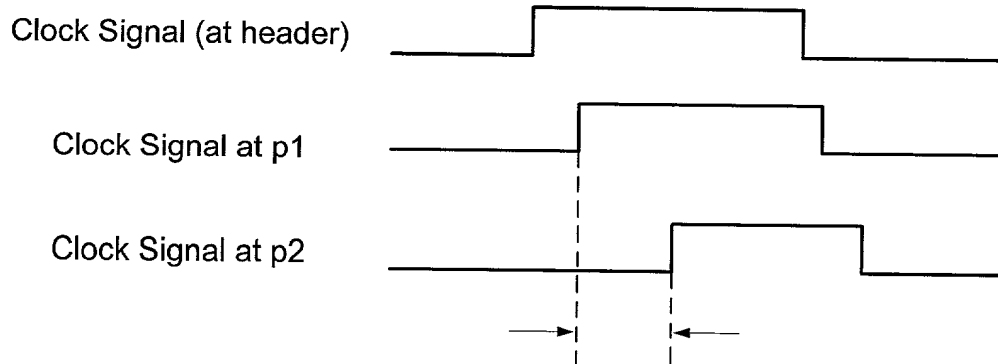 Clock Signal (at header)
Clock Signal at p1
Clock Signal at p2